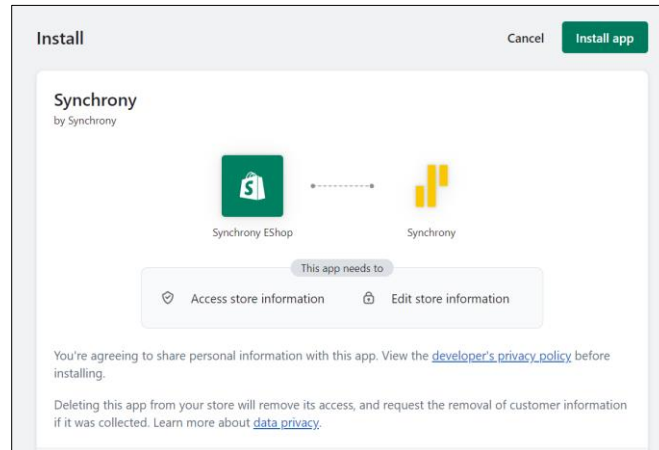 Install
Cancel
Install app
Synchrony
by Synchrony
Synchrony EShop
Synchrony
This app needs to
Access store information
Edit store information
You're agreeing to share personal information with this app. View the developer's privacy policy before
installing.
Deleting this app from your store will remove its access, and request the removal of customer information
if it was collected. Learn more about data privacy.